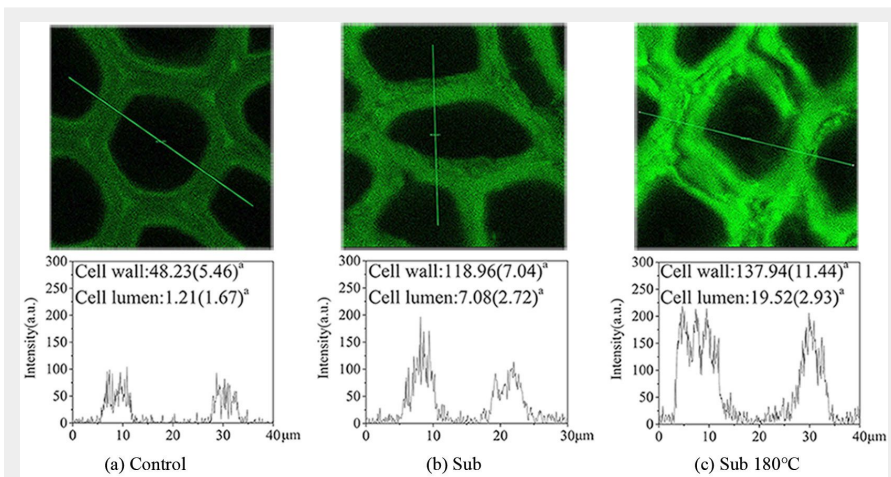 300
250
200
150
100
50
0
Intensity(a.u.)
Cell wall:48.23(5.46)ᵃ
Cell lumen:1.21(1.67)ᵃ
0 10 20 30 40μm
(a) Control
300
250
200
150
100
50
0
Intensity(a.u.)
Cell wall:118.96(7.04)ᵃ
Cell lumen:7.08(2.72)ᵃ
0 10 20 30μm
(b) Sub
300
250
200
150
100
50
0
Intensity(a.u.)
Cell wall:137.94(11.44)ᵃ
Cell lumen:19.52(2.93)ᵃ
0 10 20 30 40μm
(c) Sub 180℃